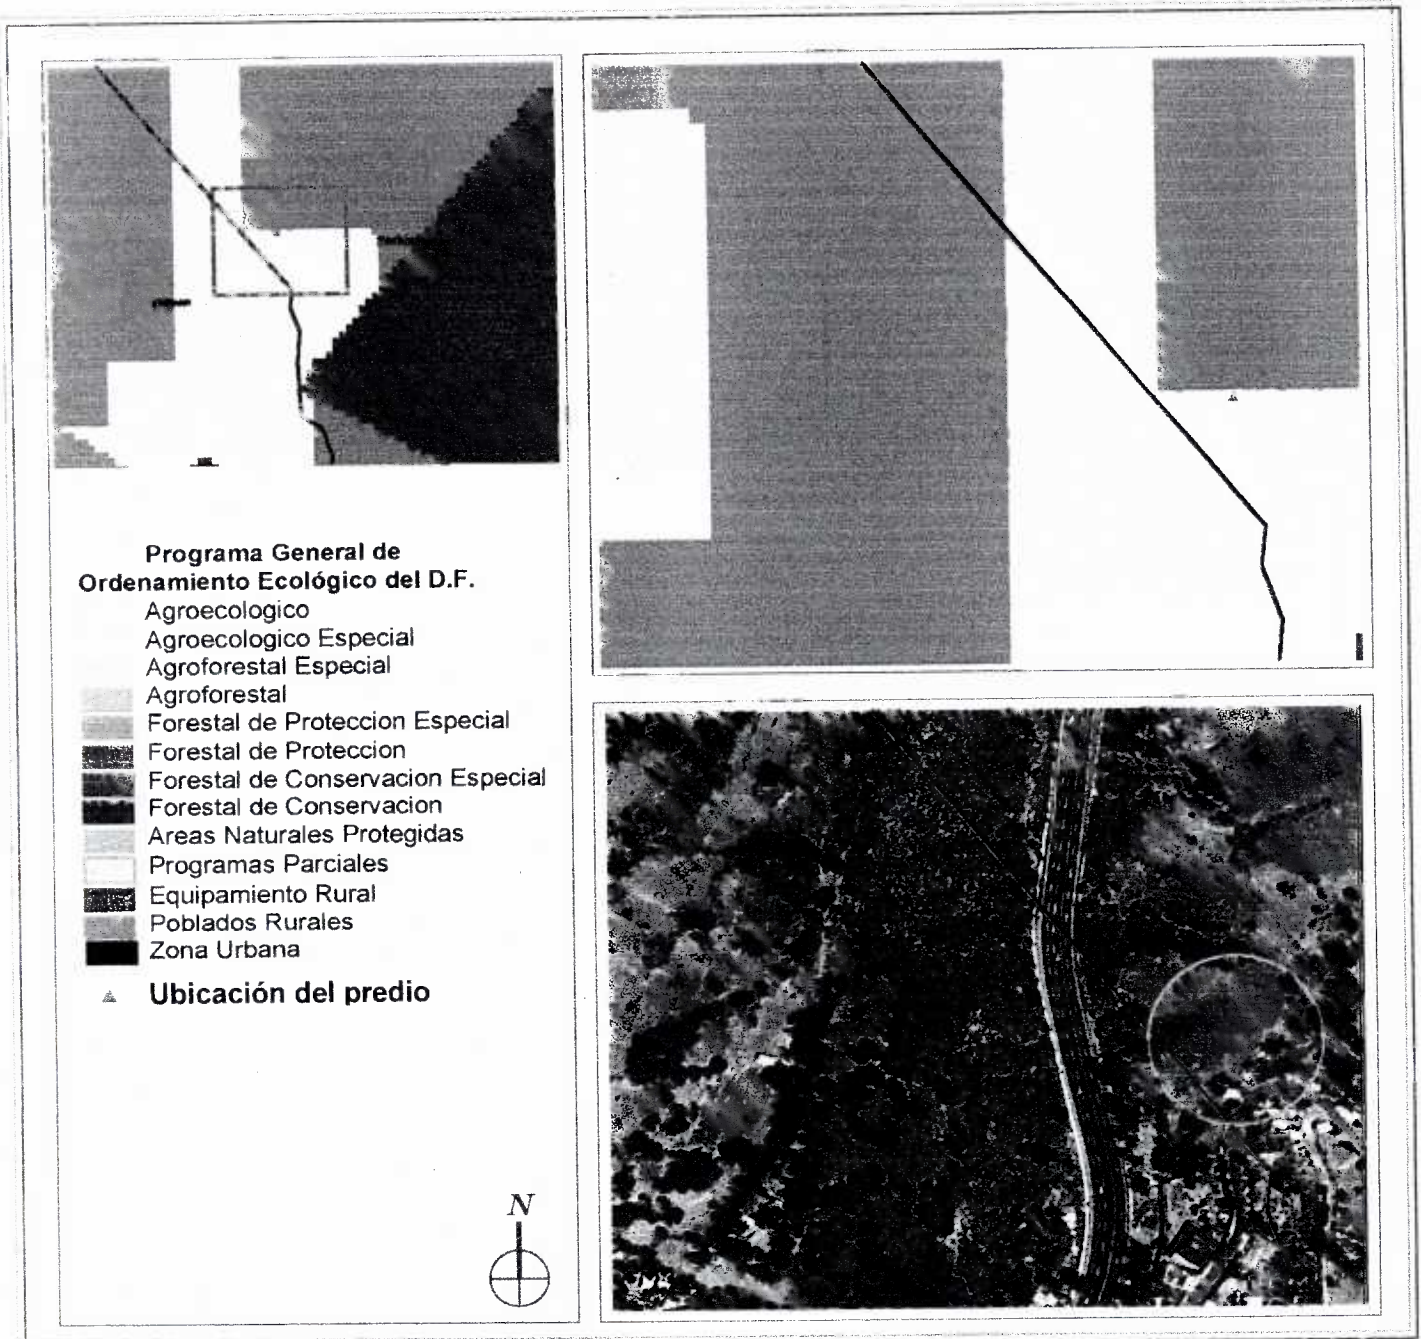 Programa General de
Ordenamiento Ecológico del D.F.
Agroecologico
Agroecologico Especial
Agroforestal Especial
Agroforestal
Forestal de Proteccion Especial
Forestal de Proteccion
Forestal de Conservacion Especial
Forestal de Conservacion
Areas Naturales Protegidas
Programas Parciales
Equipamiento Rural
Poblados Rurales
Zona Urbana
Ubicación del predio
N